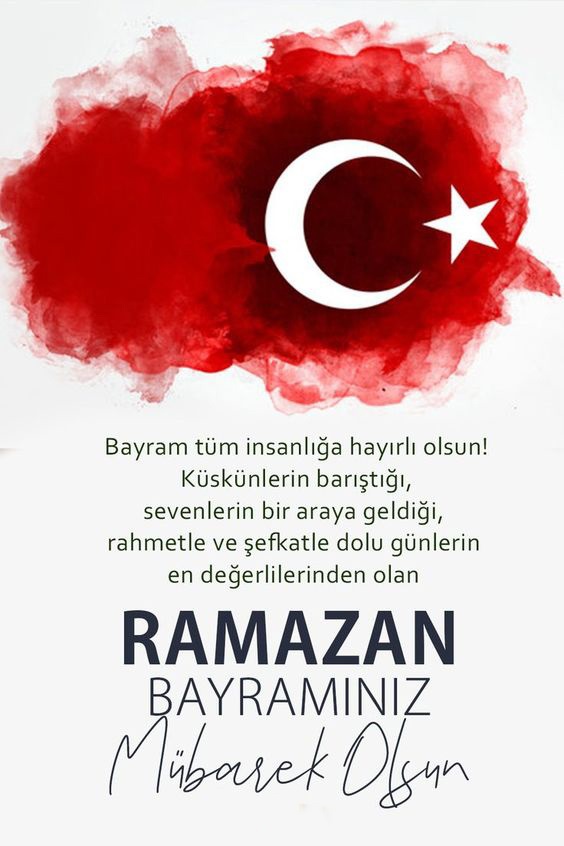 Bayram tüm insanlığa hayırlı olsun!
Küskünlerin barıştığı,
sevenlerin bir araya geldiği,
rahmetle ve şefkatle dolu günlerin
en değerlilerinden olan
RAMAZAN
BAYRAMINIZ
Mübarek Olsun